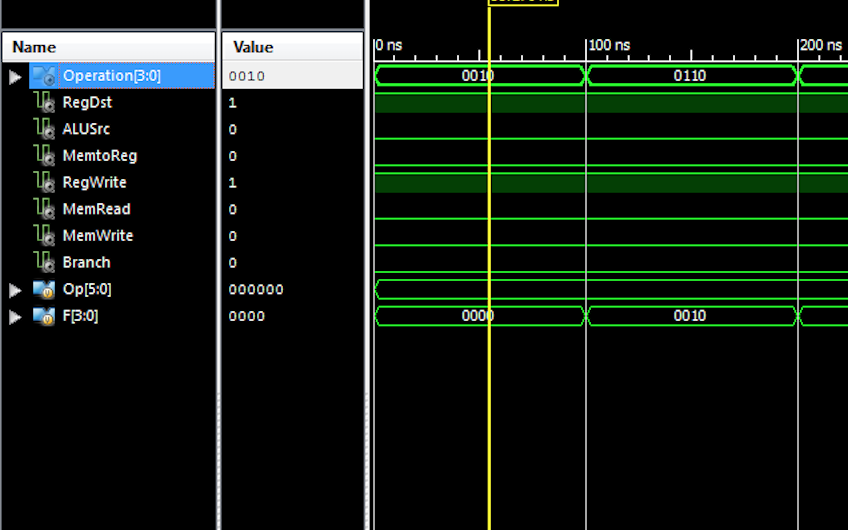 Name Value 0 ns 100 ns 200 ns
Operation[3:0] 0010 0010 0110
RegDst 1
ALUSrc 0
MemtoReg 0
RegWrite 1
MemRead 0
MemWrite 0
Branch 0
Op[5:0] 000000
F[3:0] 0000 0000 0010